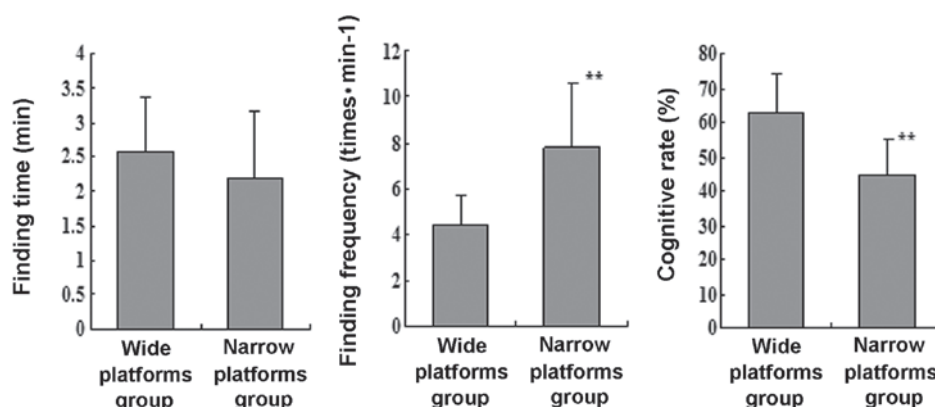 Finding time (min)
4
3.5
3
2.5
2
1.5
1
0.5
0
Wide
platforms
group
Narrow
platforms
group
Finding frequency (times• min-1)
12
10
8
6
4
2
0
**
Wide
platforms
group
Narrow
platforms
group
Cognitive rate (%)
80
70
60
50
40
30
20
10
0
**
Wide
platforms
group
Narrow
platforms
group